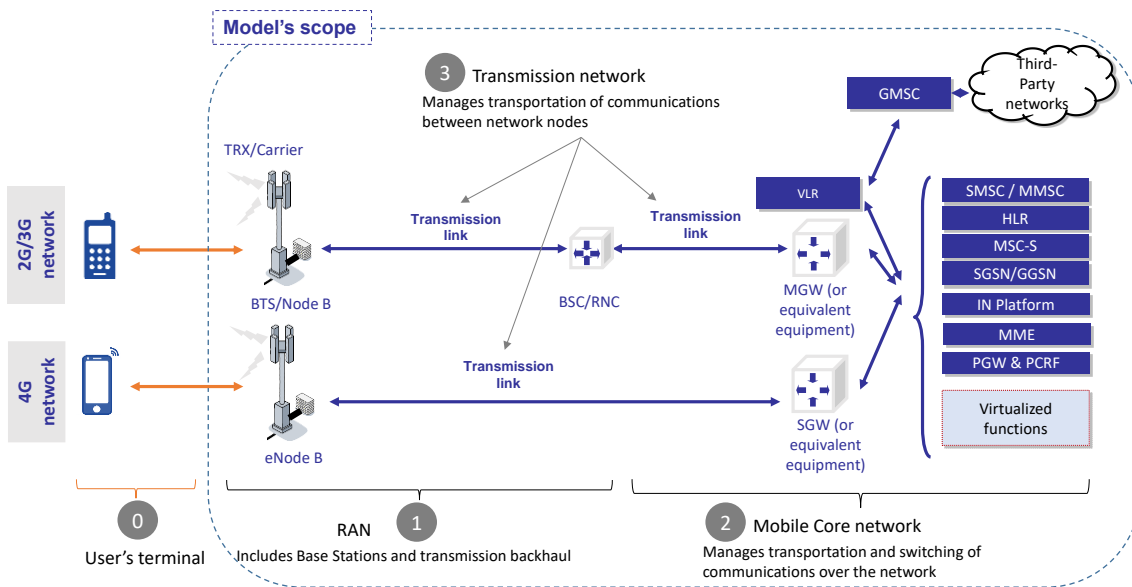 Model's scope
3
Transmission network
Manages transportation of communications
between network nodes
GMSC
Third-
Party
networks
TRX/Carrier
2G/3G
network
Transmission
link
Transmission
link
VLR
BTS/Node B
BSC/RNC
MGW (or
equivalent
equipment)
SMSC / MMSC
HLR
MSC-S
SGSN/GGSN
IN Platform
MME
PGW & PCRF
Virtualized
functions
4G
network
Transmission
link
eNode B
SGW (or
equivalent
equipment)
0
User's terminal
1
RAN
Includes Base Stations and transmission backhaul
2
Mobile Core network
Manages transportation and switching of
communications over the network